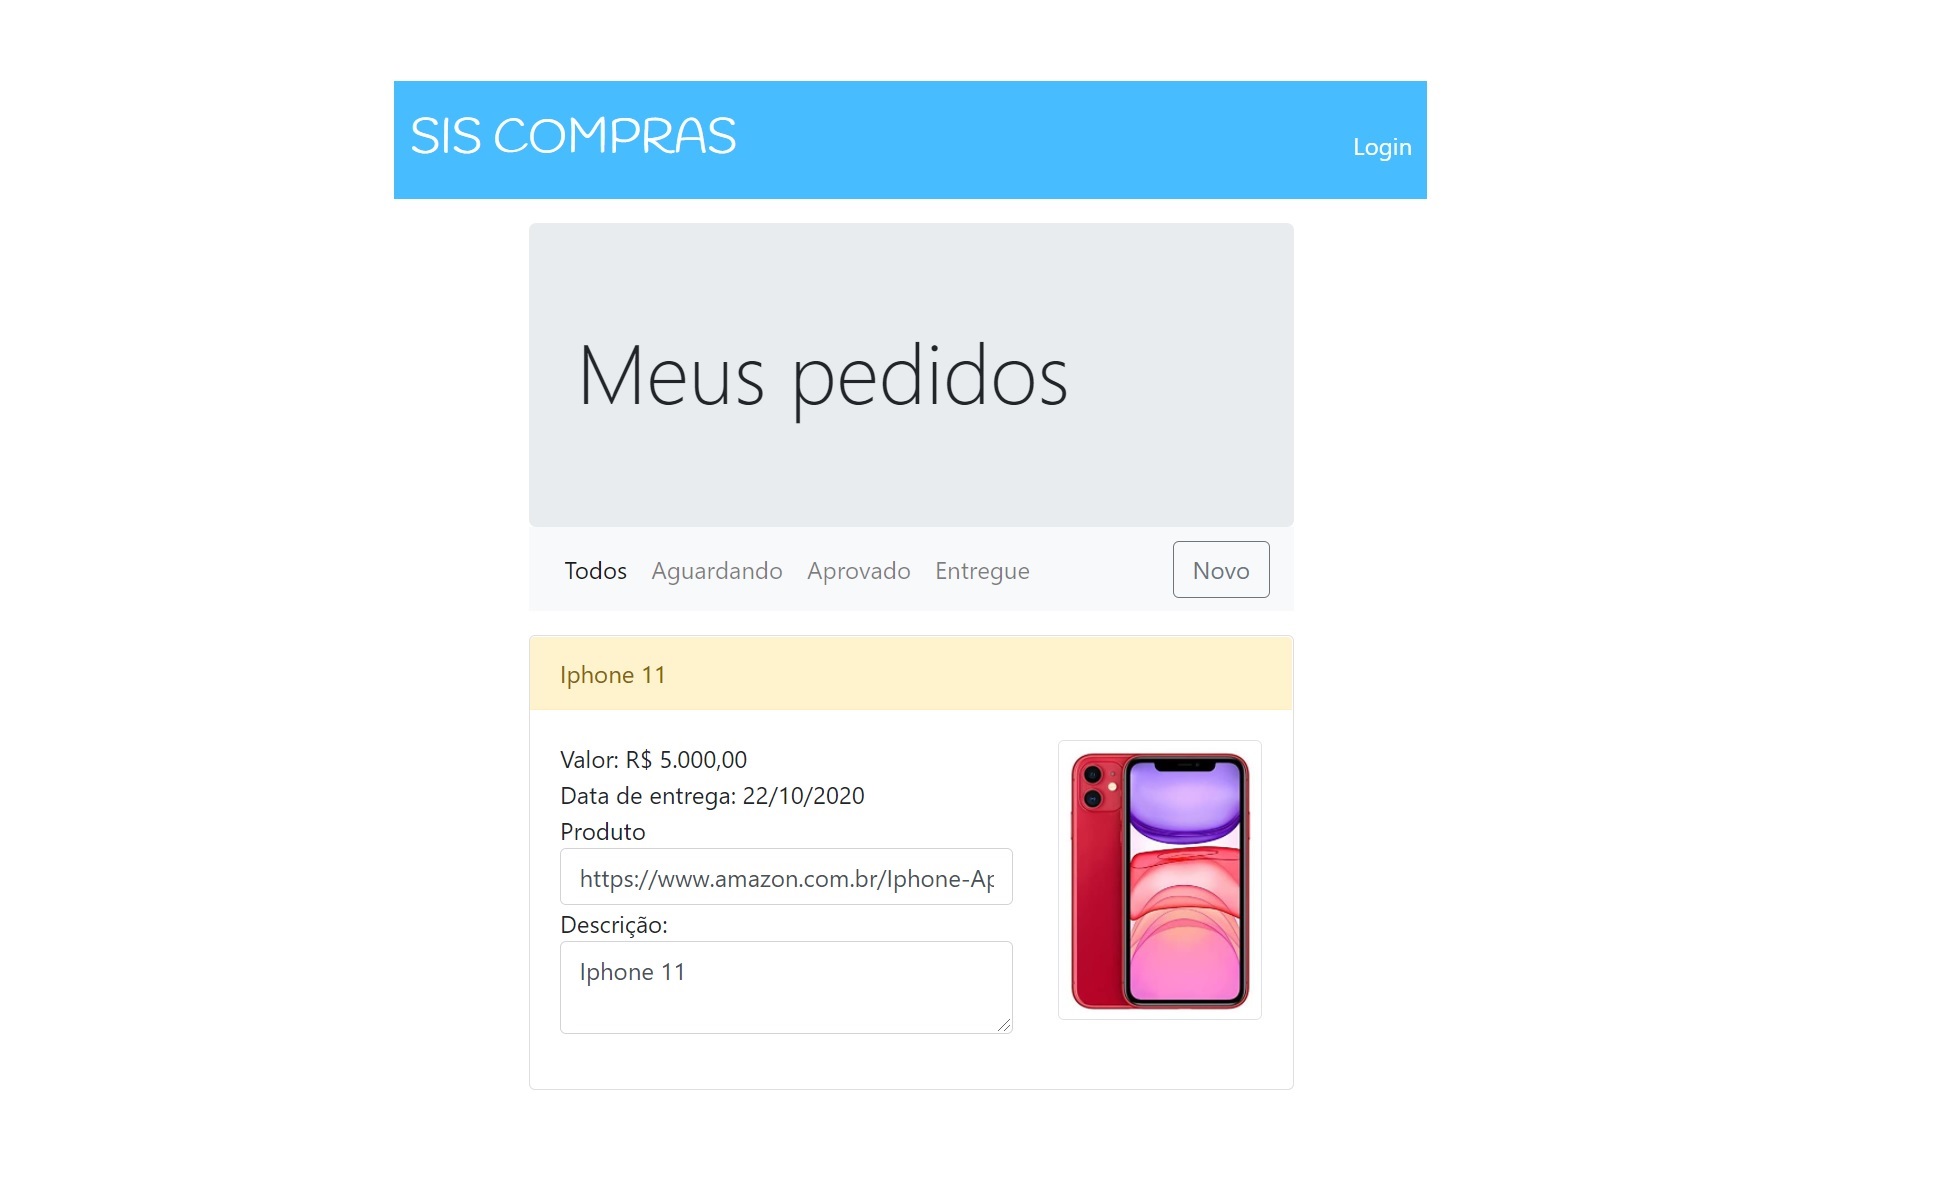 SIS COMPRAS
Login
Meus pedidos
Todos Aguardando Aprovado Entregue Novo
Iphone 11
Valor: R$ 5.000,00
Data de entrega: 22/10/2020
Produto
https://www.amazon.com.br/Iphone-Ap
Descrição:
Iphone 11